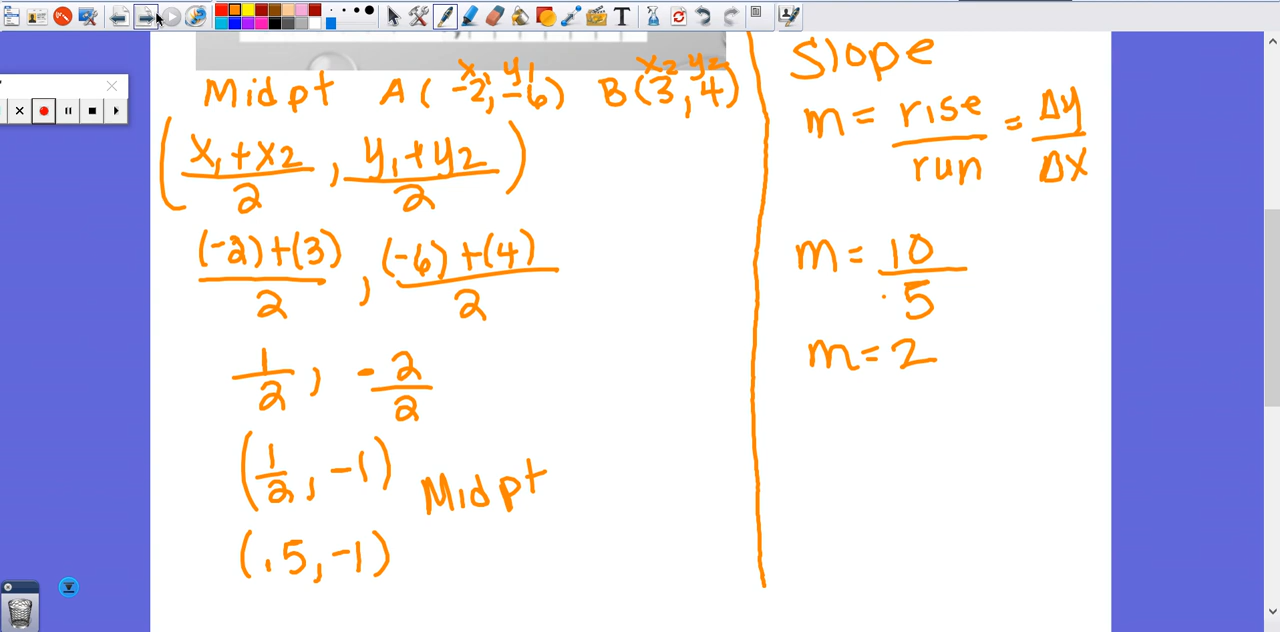 Midpt A(-2, -6) B(3, 4)
x1 y1 x2 y2
(x1+x2/2, y1+y2/2)
(-2)+(3)/2, (-6)+(4)/2
1/2, -2/2
(1/2, -1) Midpt
(.5, -1)
Slope
m = rise/run = Δy/Δx
m = 10/5
m = 2
T